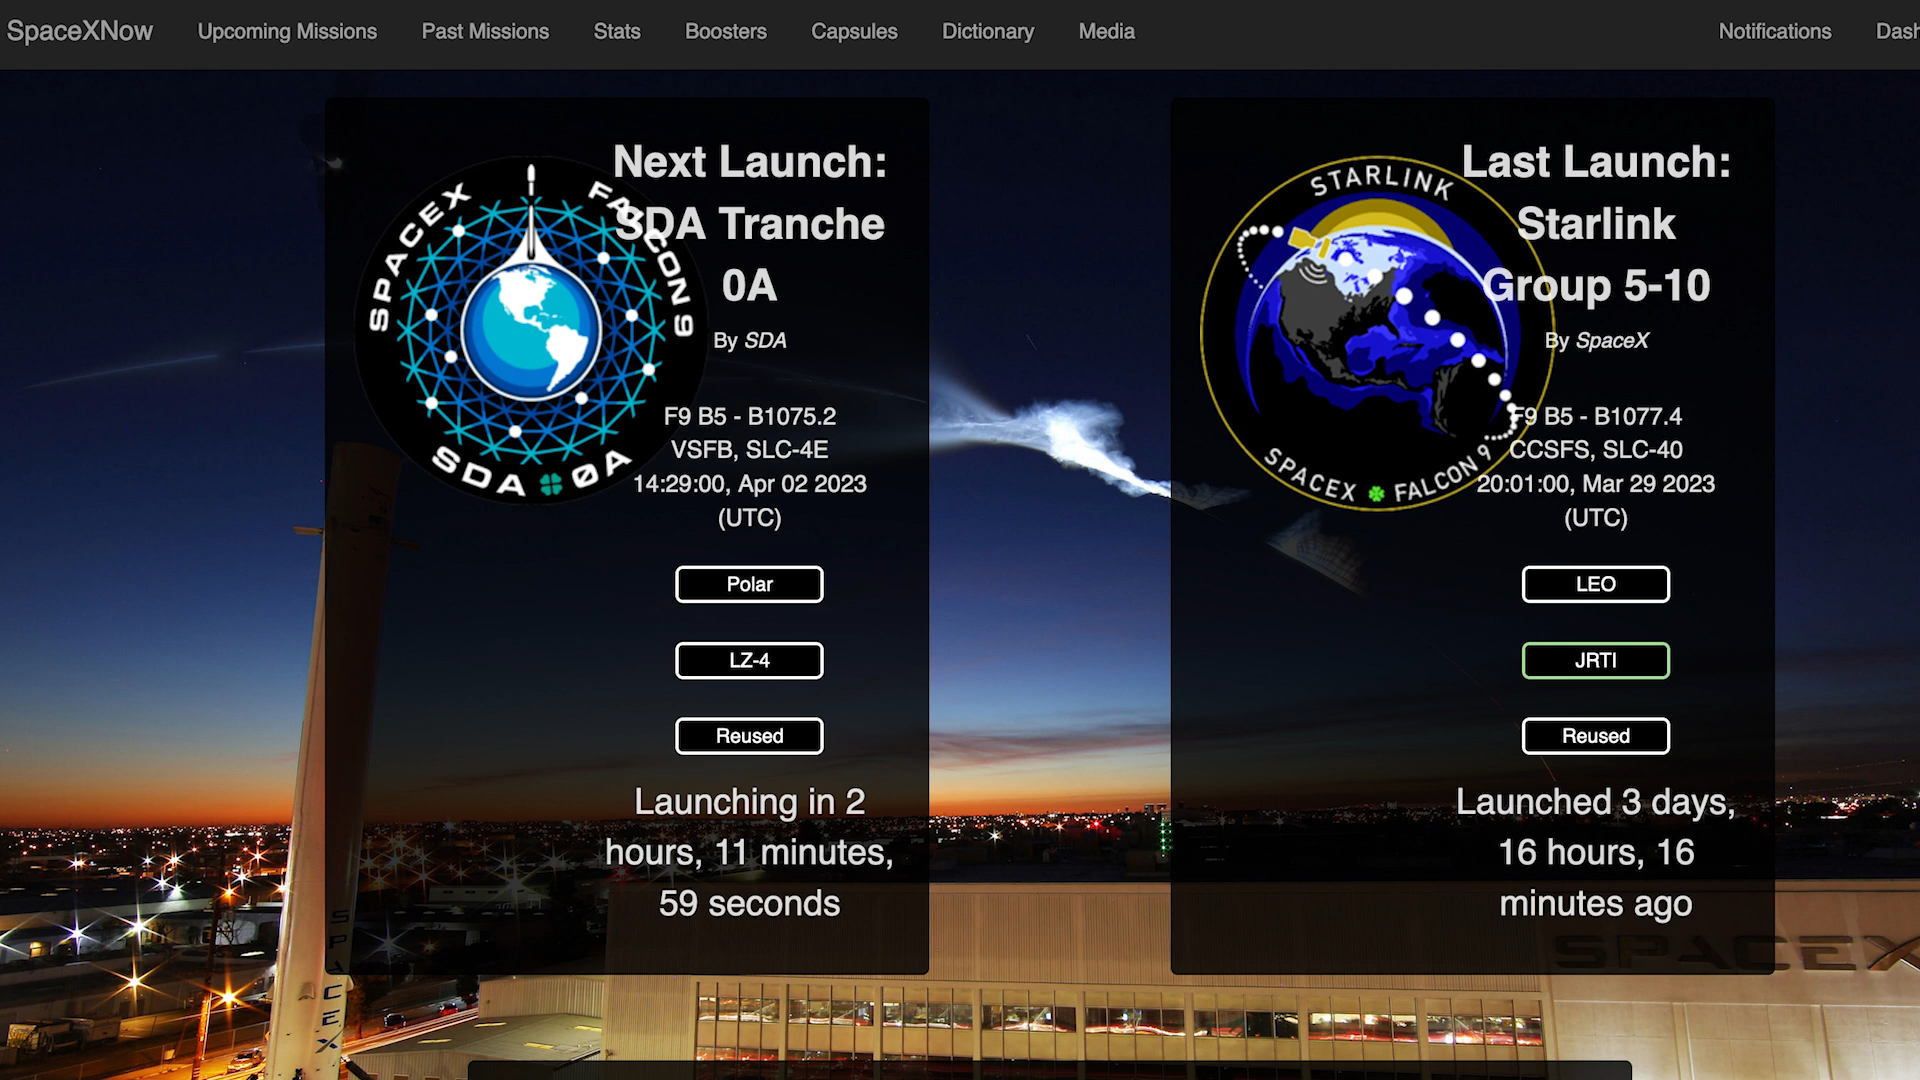 SpaceXNow
Upcoming Missions
Past Missions
Stats
Boosters
Capsules
Dictionary
Media
Notifications
Dash
SPACEX FALCON 9
SDA 0A
Next Launch:
SDA Tranche
0A
By SDA
F9 B5 - B1075.2
VSFB, SLC-4E
14:29:00, Apr 02 2023
(UTC)
Polar
LZ-4
Reused
Launching in 2
hours, 11 minutes,
59 seconds
STARLINK
SPACEX FALCON 9
Last Launch:
Starlink
Group 5-10
By SpaceX
F9 B5 - B1077.4
CCSFS, SLC-40
20:01:00, Mar 29 2023
(UTC)
LEO
JRTI
Reused
Launched 3 days,
16 hours, 16
minutes ago
SPACEX
SPACEX